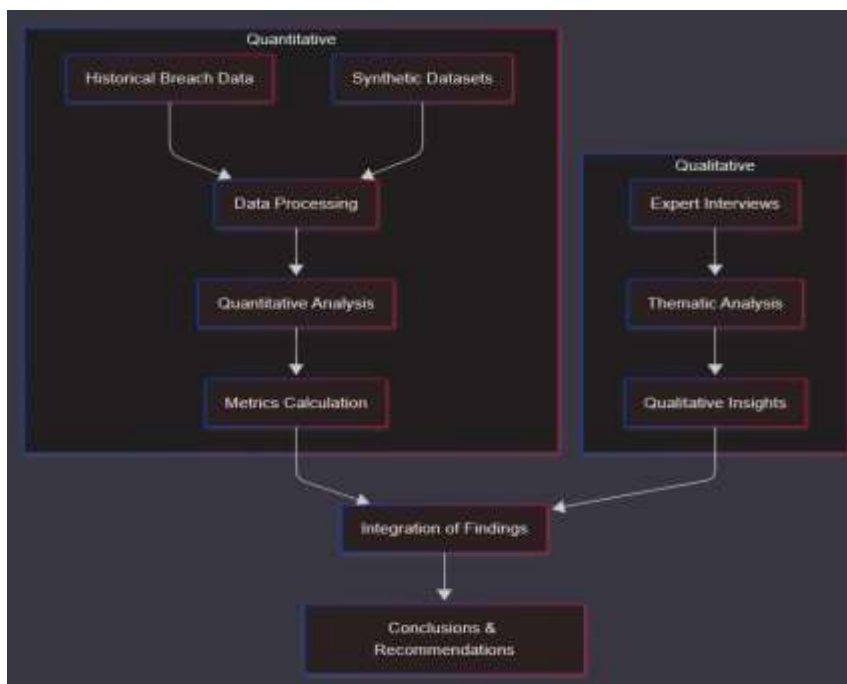 Quantitative
Historical Breach Data
Synthetic Datasets
Data Processing
Quantitative Analysis
Metrics Calculation
Qualitative
Expert Interviews
Thematic Analysis
Qualitative Insights
Integration of Findings
Conclusions &
Recommendations